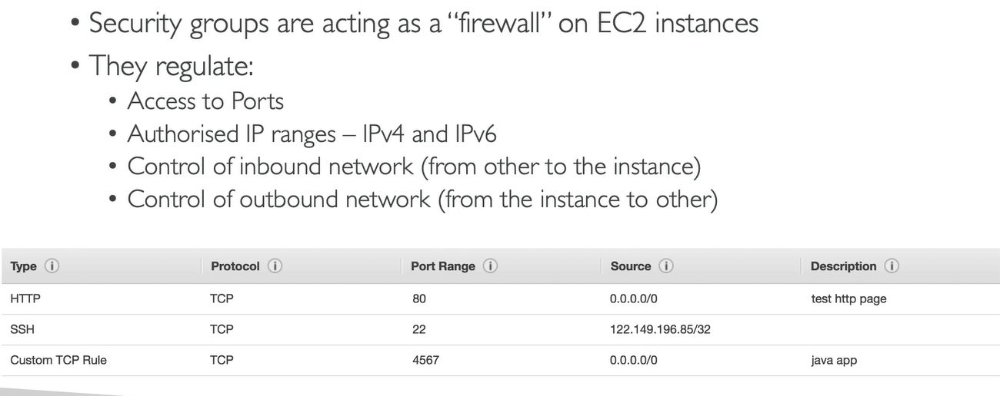 • Security groups are acting as a “firewall” on EC2 instances
• They regulate:
• Access to Ports
• Authorised IP ranges – IPv4 and IPv6
• Control of inbound network (from other to the instance)
• Control of outbound network (from the instance to other)
Type Protocol Port Range Source Description
HTTP TCP 80 0.0.0.0/0 test http page
SSH TCP 22 122.149.196.85/32
Custom TCP Rule TCP 4567 0.0.0.0/0 java app